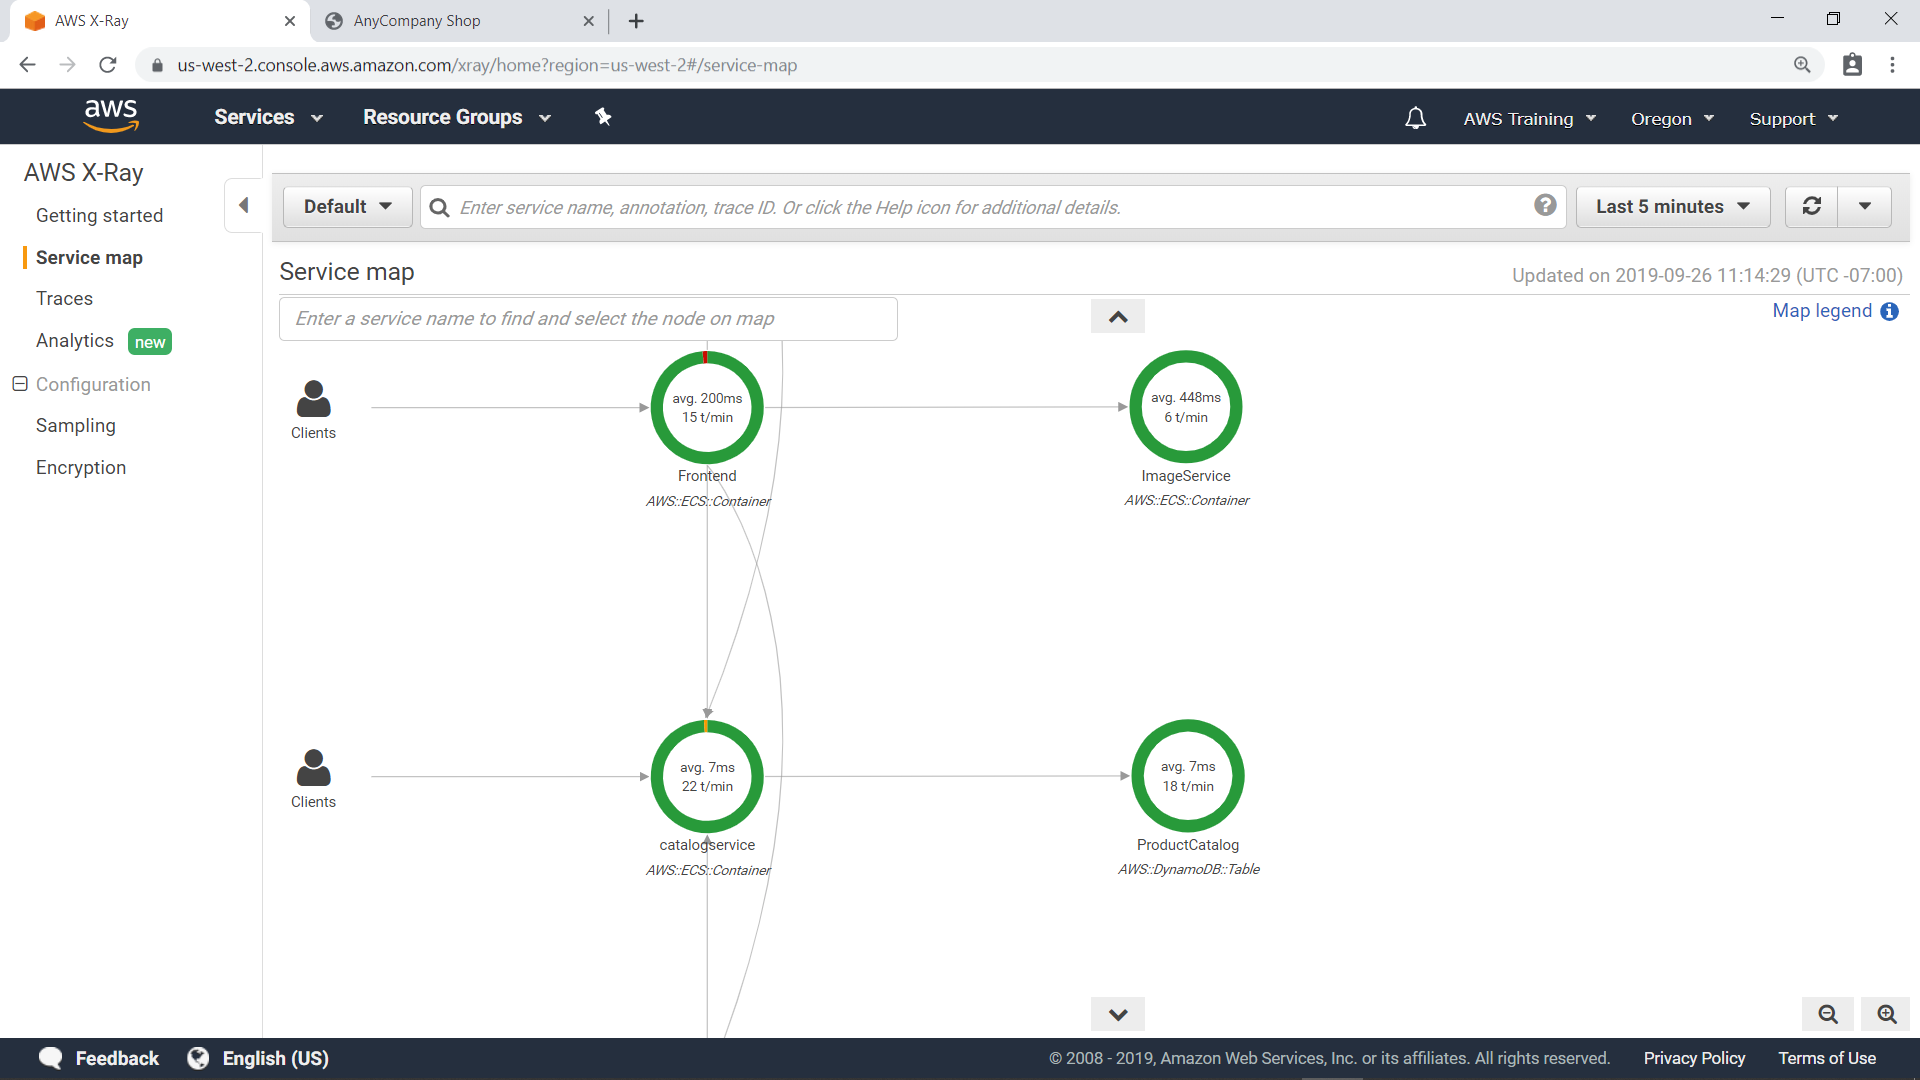 AWS X-Ray
AnyCompany Shop
us-west-2.console.aws.amazon.com/xray/home?region=us-west-2#/service-map
aws
Services
Resource Groups
AWS Training
Oregon
Support
AWS X-Ray
Getting started
Service map
Traces
Analytics new
Configuration
Sampling
Encryption
Default
Enter service name, annotation, trace ID. Or click the Help icon for additional details.
Last 5 minutes
Service map
Updated on 2019-09-26 11:14:29 (UTC -07:00)
Enter a service name to find and select the node on map
Map legend
Clients
avg. 200ms
15 t/min
Frontend
AWS::ECS::Container
avg. 448ms
6 t/min
ImageService
AWS::ECS::Container
Clients
avg. 7ms
22 t/min
catalogservice
AWS::ECS::Container
avg. 7ms
18 t/min
ProductCatalog
AWS::DynamoDB::Table
Feedback
English (US)
© 2008 - 2019, Amazon Web Services, Inc. or its affiliates. All rights reserved.
Privacy Policy
Terms of Use